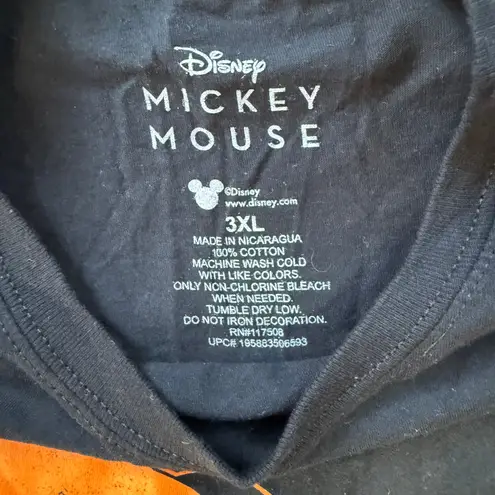 Disney
MICKEY
MOUSE
©Disney
www.disney.com
3XL
MADE IN NICARAGUA
100% COTTON
MACHINE WASH COLD
WITH LIKE COLORS.
ONLY NON-CHLORINE BLEACH
WHEN NEEDED.
TUMBLE DRY LOW.
DO NOT IRON DECORATION.
RN#117508
UPC# 195883506593